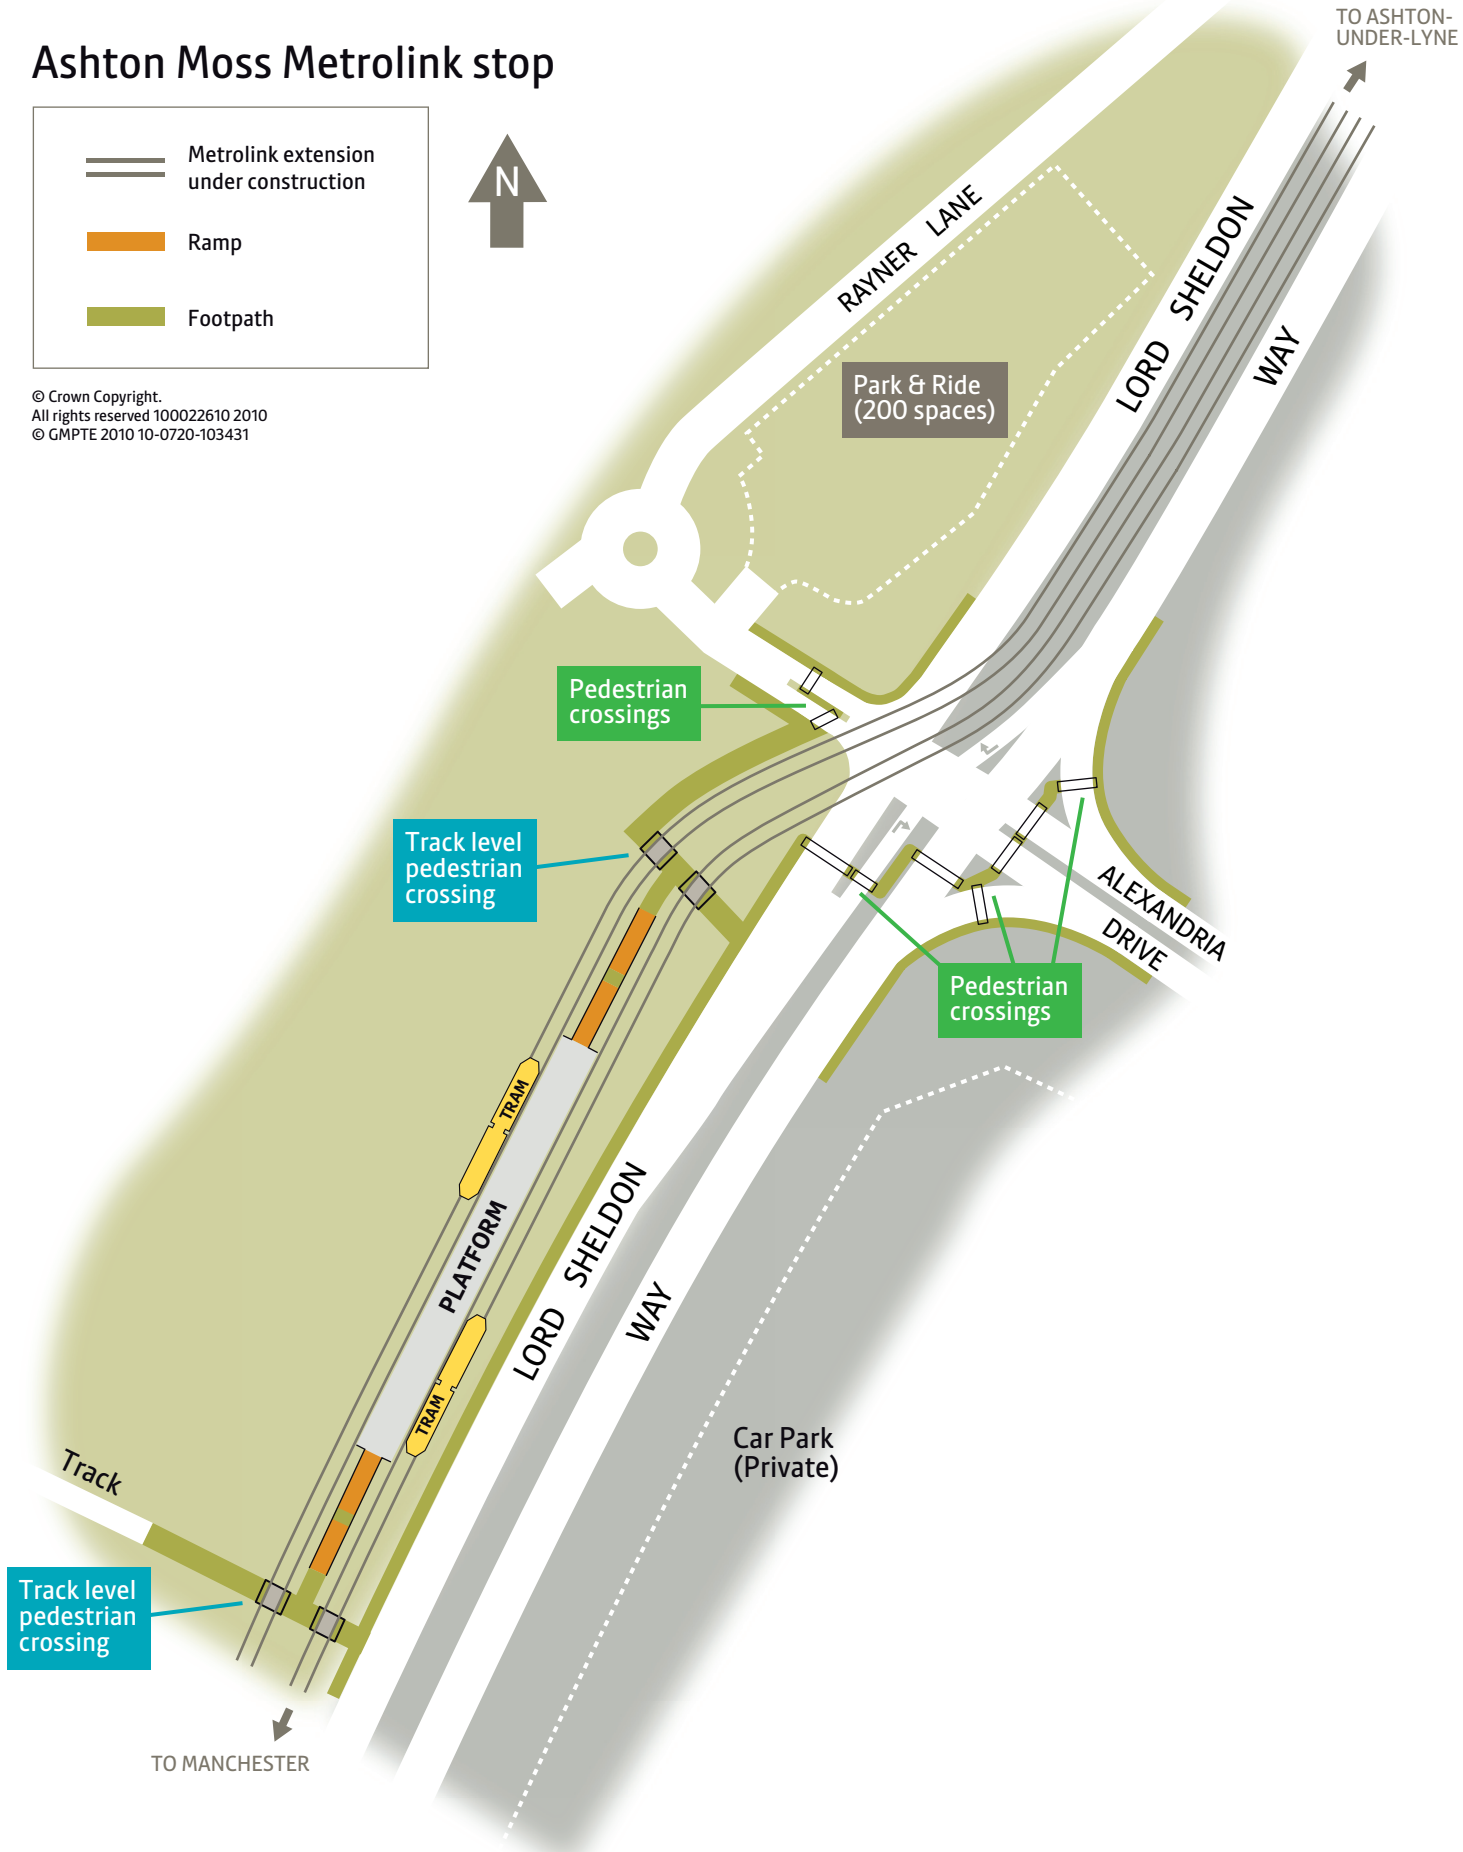 Ashton Moss Metrolink stop
TO ASHTON-
UNDER-LYNE
Metrolink extension
under construction
Ramp
Footpath
N
© Crown Copyright.
All rights reserved 100022610 2010
© GMPTE 2010 10-0720-103431
RAYNER LANE
LORD SHELDON
WAY
Park & Ride
(200 spaces)
Pedestrian
crossings
Track level
pedestrian
crossing
ALEXANDRIA
DRIVE
Pedestrian
crossings
TRAM
PLATFORM
TRAM
LORD SHELDON
WAY
Car Park
(Private)
Track
Track level
pedestrian
crossing
TO MANCHESTER